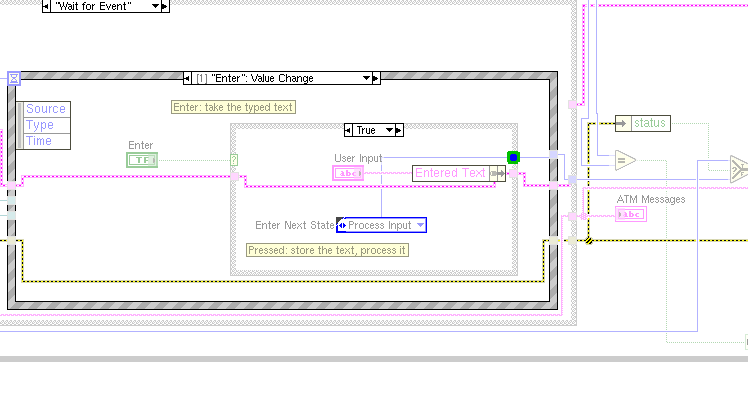 "Wait for Event"
[1] "Enter": Value Change
Source
Type
Time
Enter: take the typed text
True
status
Enter
TF
?
User Input
abc
Entered Text
=
ATM Messages
abc
Enter Next State
Process Input
Pressed: store the text, process it